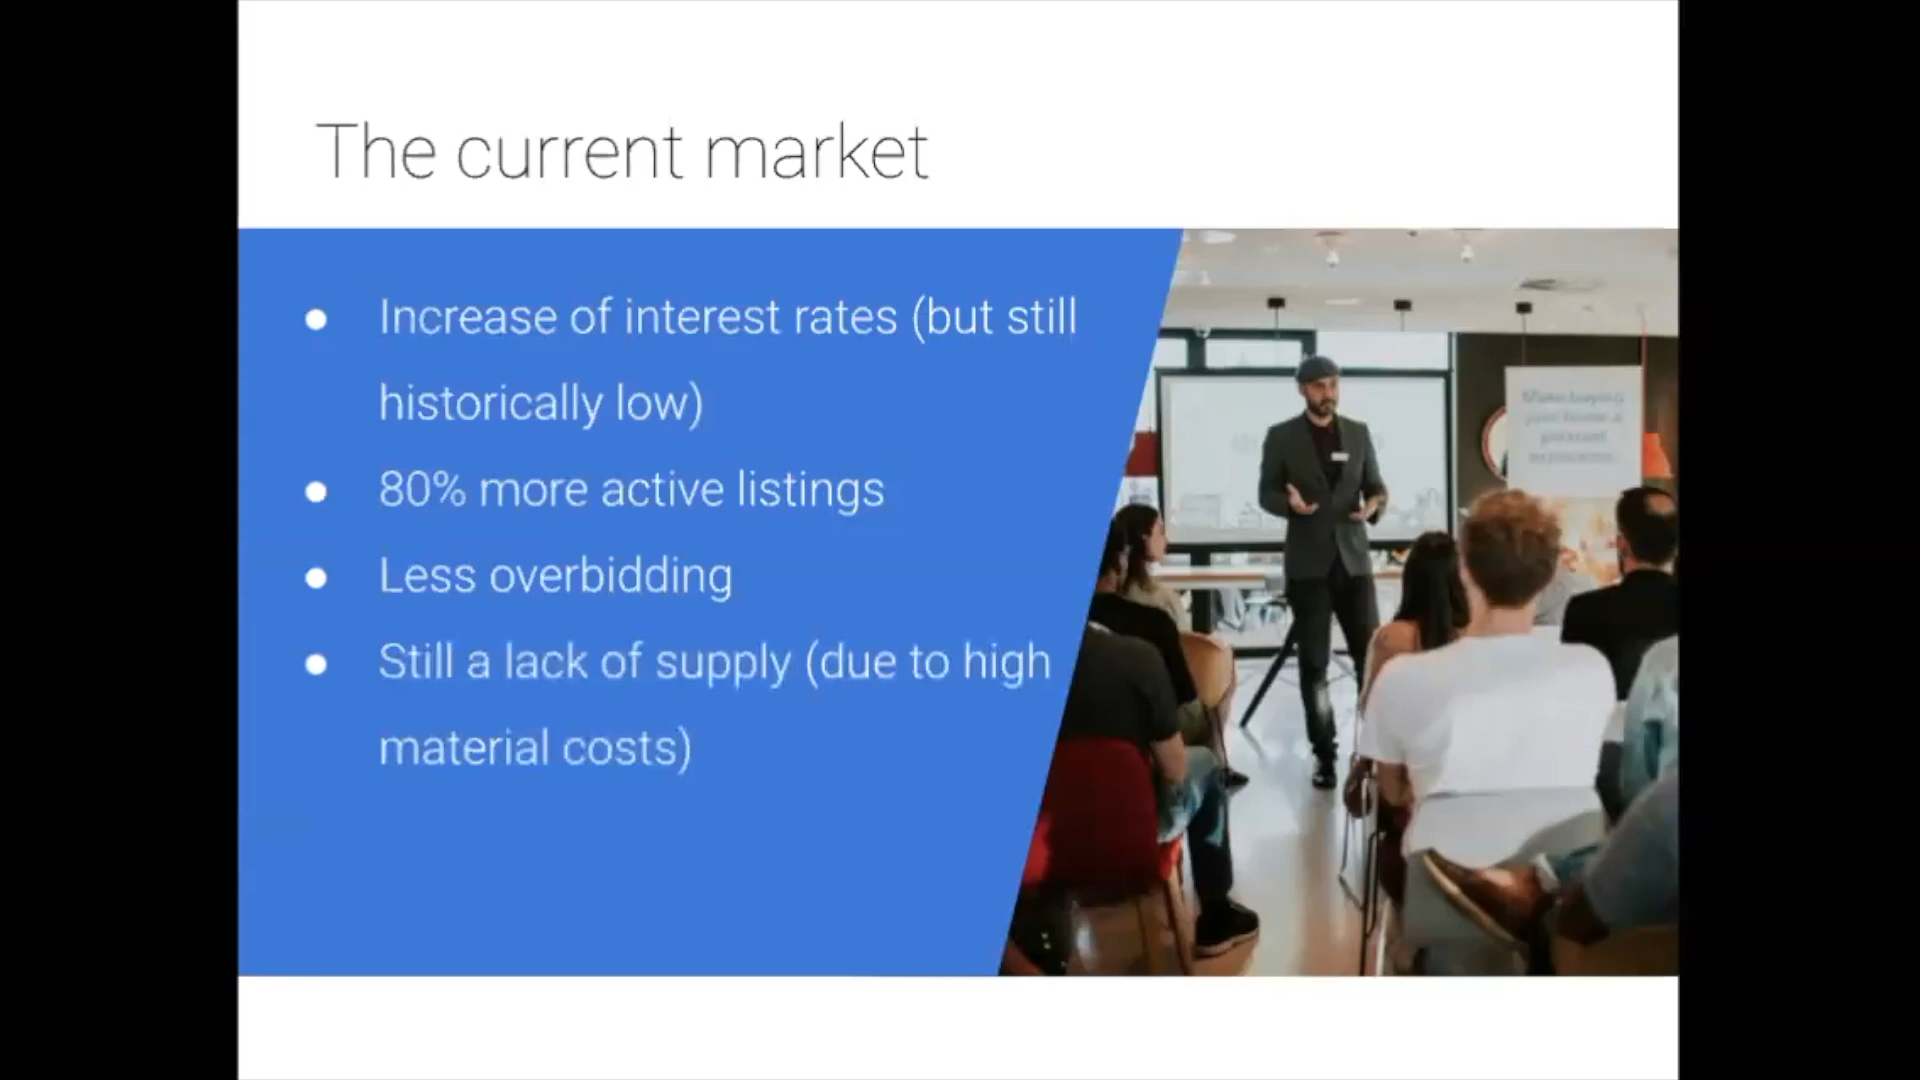 The current market
● Increase of interest rates (but still
historically low)
● 80% more active listings
● Less overbidding
● Still a lack of supply (due to high
material costs)